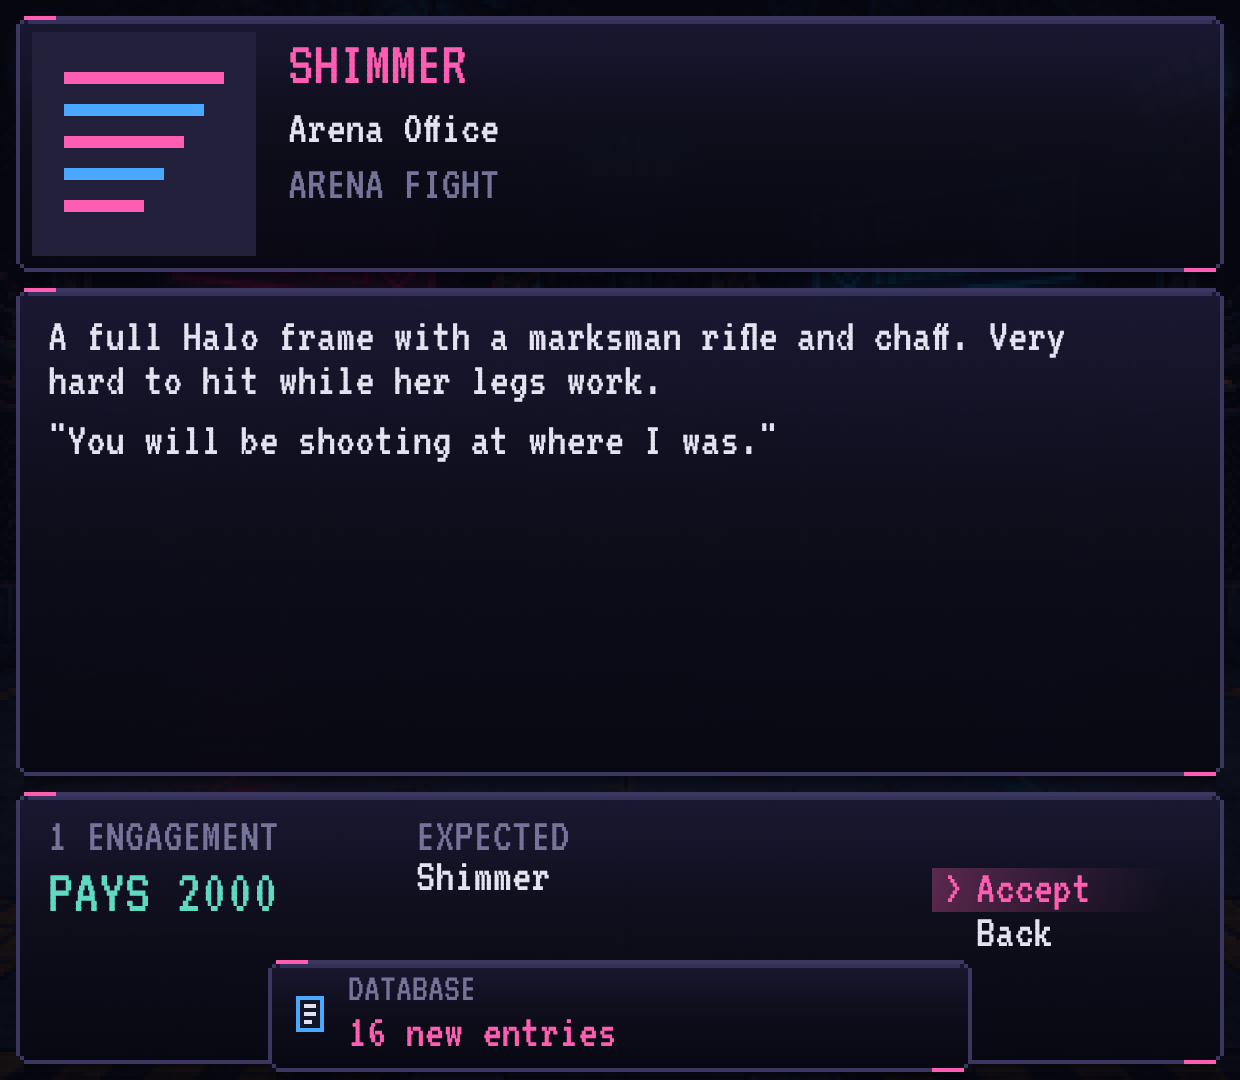 SHIMMER
Arena Office
ARENA FIGHT
A full Halo frame with a marksman rifle and chaff. Very
hard to hit while her legs work.
"You will be shooting at where I was."
1 ENGAGEMENT
PAYS 2000
EXPECTED
Shimmer
> Accept
Back
DATABASE
16 new entries